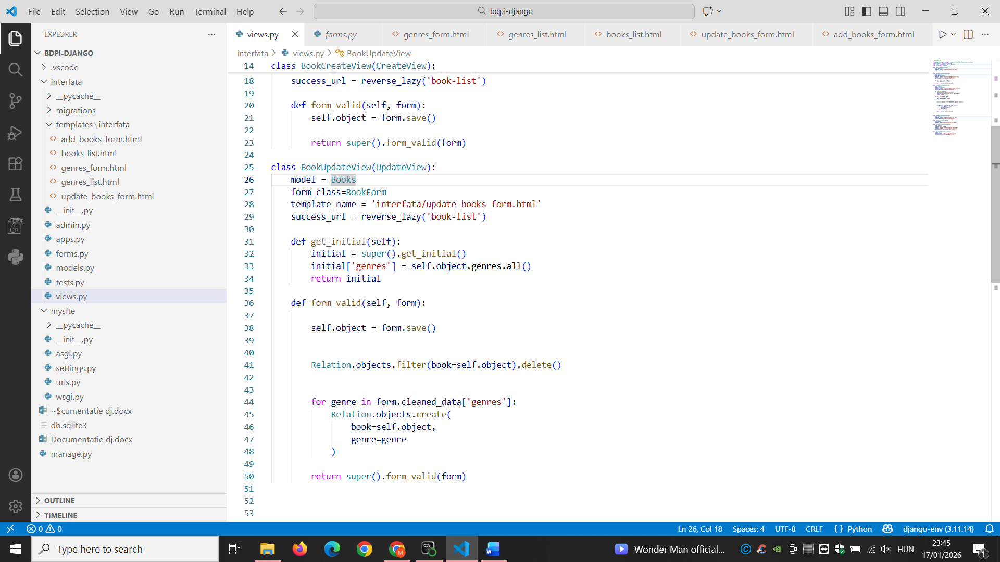 File Edit Selection View Go Run Terminal Help
bdpi-django
EXPLORER
BDPI-DJANGO
.vscode
interfata
__pycache__
migrations
templates\interfata
add_books_form.html
books_list.html
genres_form.html
genres_list.html
update_books_form.html
__init__.py
admin.py
apps.py
forms.py
models.py
tests.py
views.py
mysite
__pycache__
__init__.py
asgi.py
settings.py
urls.py
wsgi.py
~$cumentatie dj.docx
db.sqlite3
Documentatie dj.docx
manage.py
OUTLINE
TIMELINE
views.py forms.py genres_form.html genres_list.html books_list.html update_books_form.html add_books_form.html
interfata > views.py > BookUpdateView
14 class BookCreateView(CreateView):
18 success_url = reverse_lazy('book-list')
19
20 def form_valid(self, form):
21 self.object = form.save()
22
23 return super().form_valid(form)
24
25 class BookUpdateView(UpdateView):
26 model = Books
27 form_class=BookForm
28 template_name = 'interfata/update_books_form.html'
29 success_url = reverse_lazy('book-list')
30
31 def get_initial(self):
32 initial = super().get_initial()
33 initial['genres'] = self.object.genres.all()
34 return initial
35
36 def form_valid(self, form):
37
38 self.object = form.save()
39
40
41 Relation.objects.filter(book=self.object).delete()
42
43
44 for genre in form.cleaned_data['genres']:
45 Relation.objects.create(
46 book=self.object,
47 genre=genre
48 )
49
50 return super().form_valid(form)
51
52
53
0 0
Ln 26, Col 18 Spaces: 4 UTF-8 CRLF { } Python django-env (3.11.14)
Type here to search
Wonder Man official...
HUN
23:45
17/01/2026
1